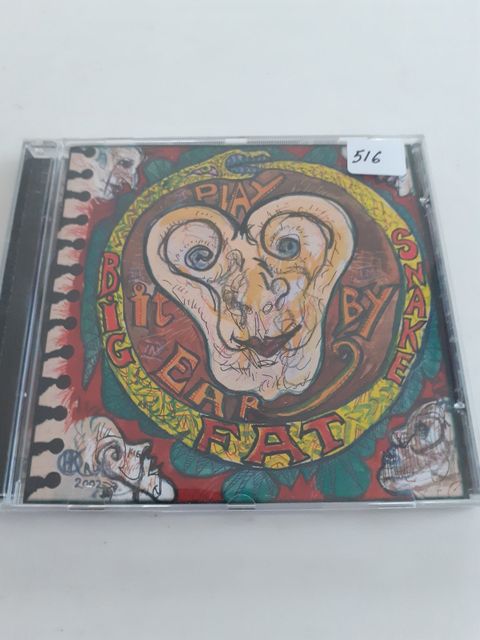 516
PlAY
it BY
EAR
BIG
FAT
SNAKE
2002